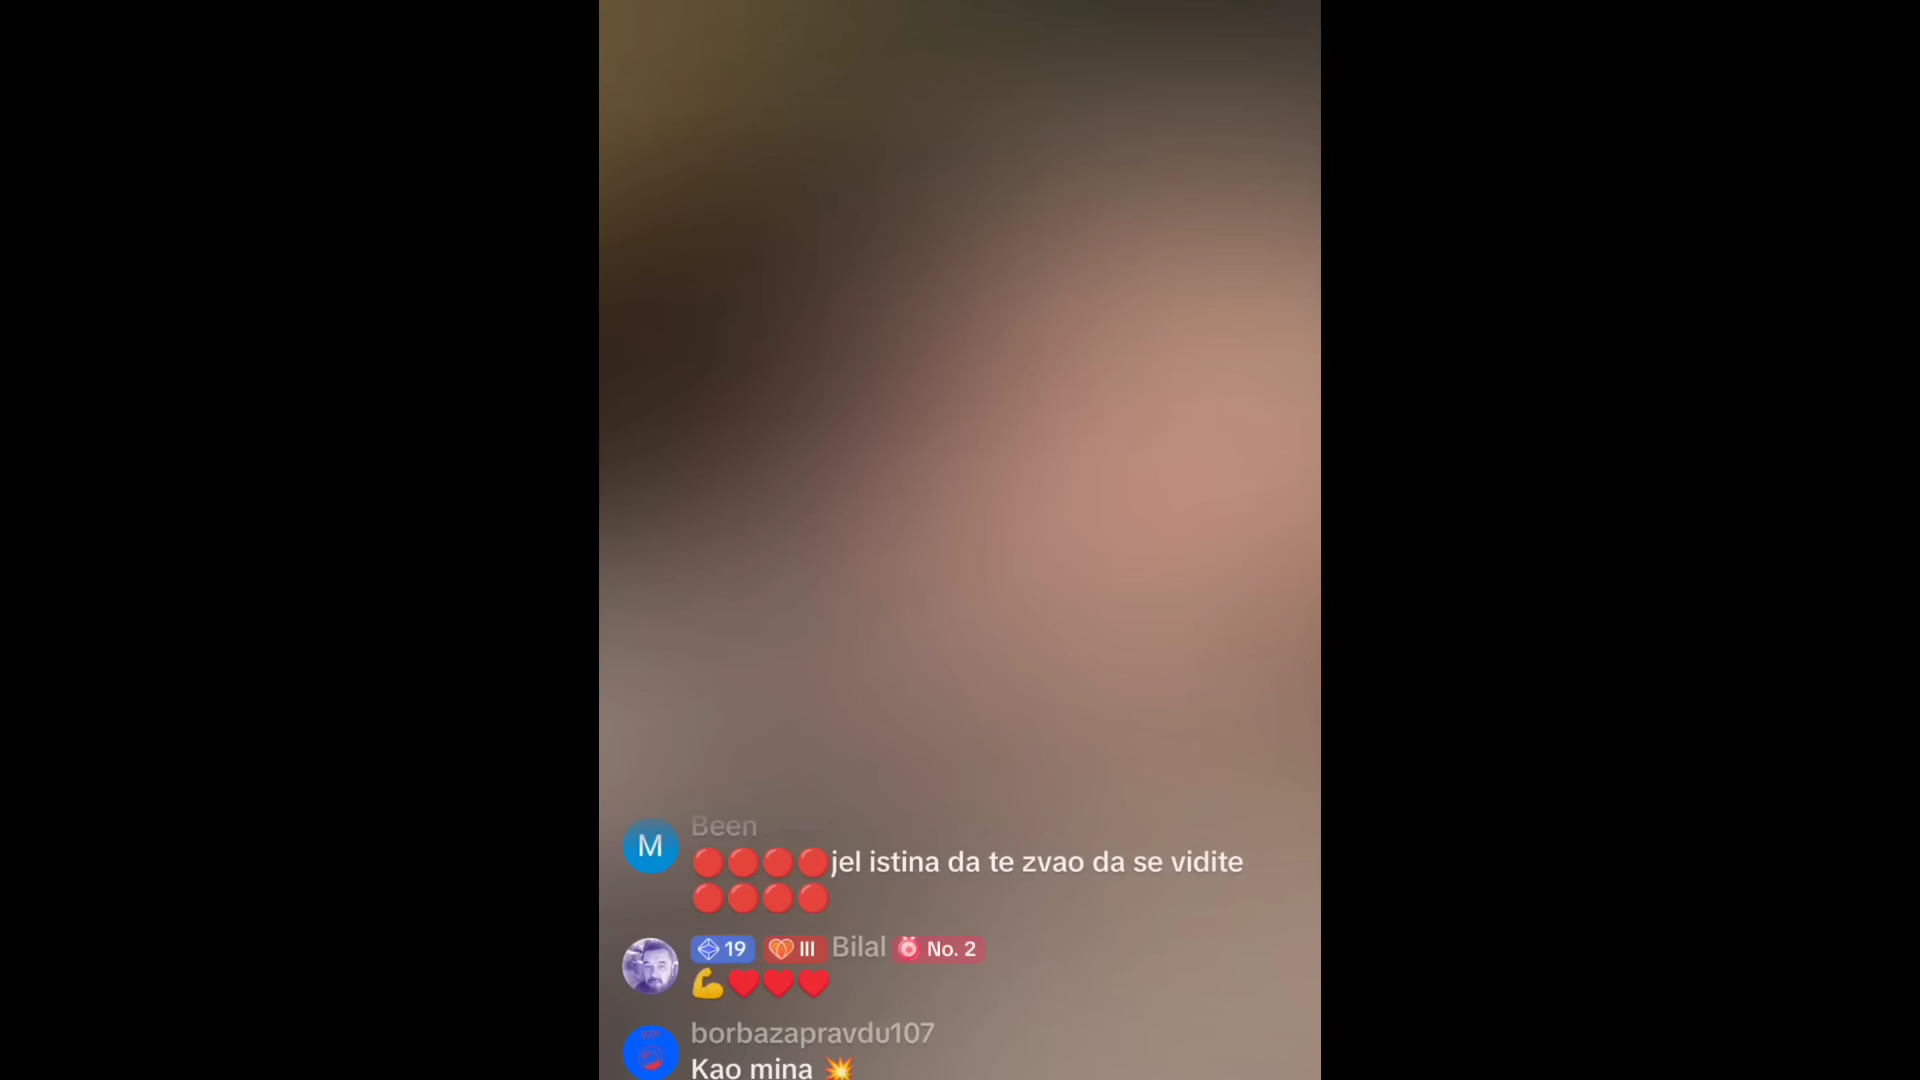 M
Been
🔴🔴🔴🔴jel istina da te zvao da se vidite
🔴🔴🔴🔴
19 III Bilal No. 2
💪❤️❤️❤️
borbazapravdu107
Kao mina 💥